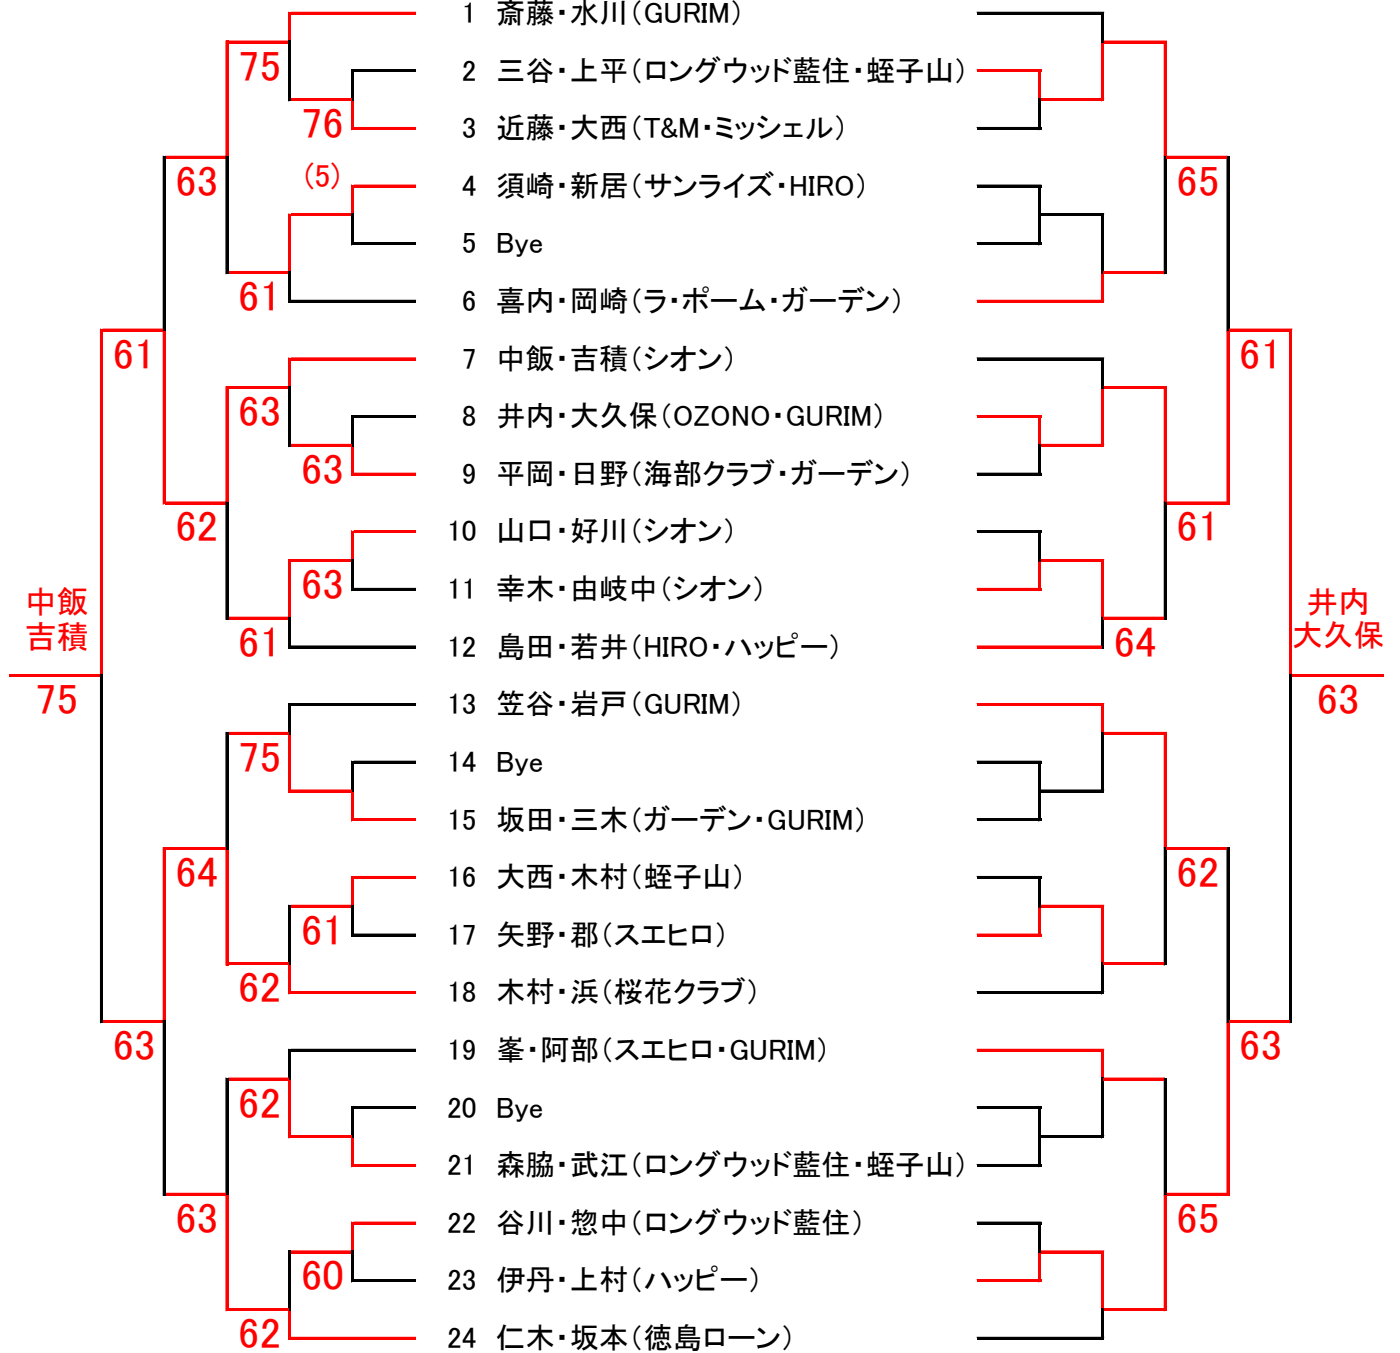 1 斎藤・水川(GURIM)
75
2 三谷・上平(ロングウッド藍住・蛭子山)
76
3 近藤・大西(T&M・ミッシェル)
63
(5)
4 須崎・新居(サンライズ・HIRO)
65
5 Bye
61
6 喜内・岡崎(ラ・ポーム・ガーデン)
61
7 中飯・吉積(シオン)
61
63
8 井内・大久保(OZONO・GURIM)
63
9 平岡・日野(海部クラブ・ガーデン)
62
10 山口・好川(シオン)
61
63
11 幸木・由岐中(シオン)
中飯
吉積
井内
大久保
61
12 島田・若井(HIRO・ハッピー)
64
75
13 笠谷・岩戸(GURIM)
63
75
14 Bye
15 坂田・三木(ガーデン・GURIM)
64
16 大西・木村(蛭子山)
62
61
17 矢野・郡(スエヒロ)
62
18 木村・浜(桜花クラブ)
63
19 峯・阿部(スエヒロ・GURIM)
63
62
20 Bye
21 森脇・武江(ロングウッド藍住・蛭子山)
63
22 谷川・惣中(ロングウッド藍住)
65
60
23 伊丹・上村(ハッピー)
62
24 仁木・坂本(徳島ローン)